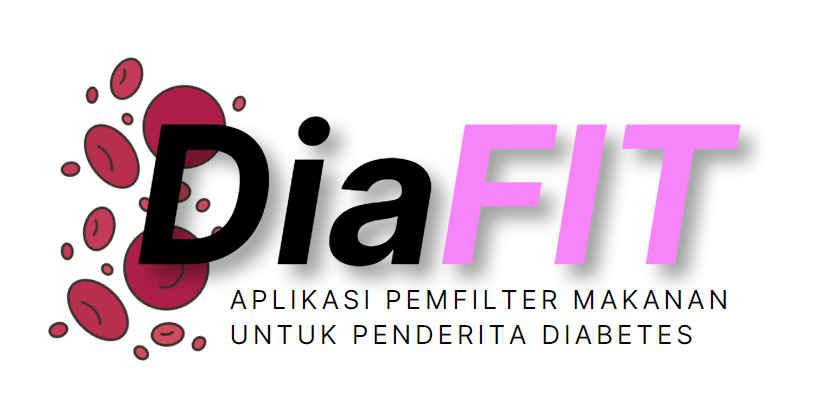 DiaFIT
APLIKASI PEMFILTER MAKANAN
UNTUK PENDERITA DIABETES